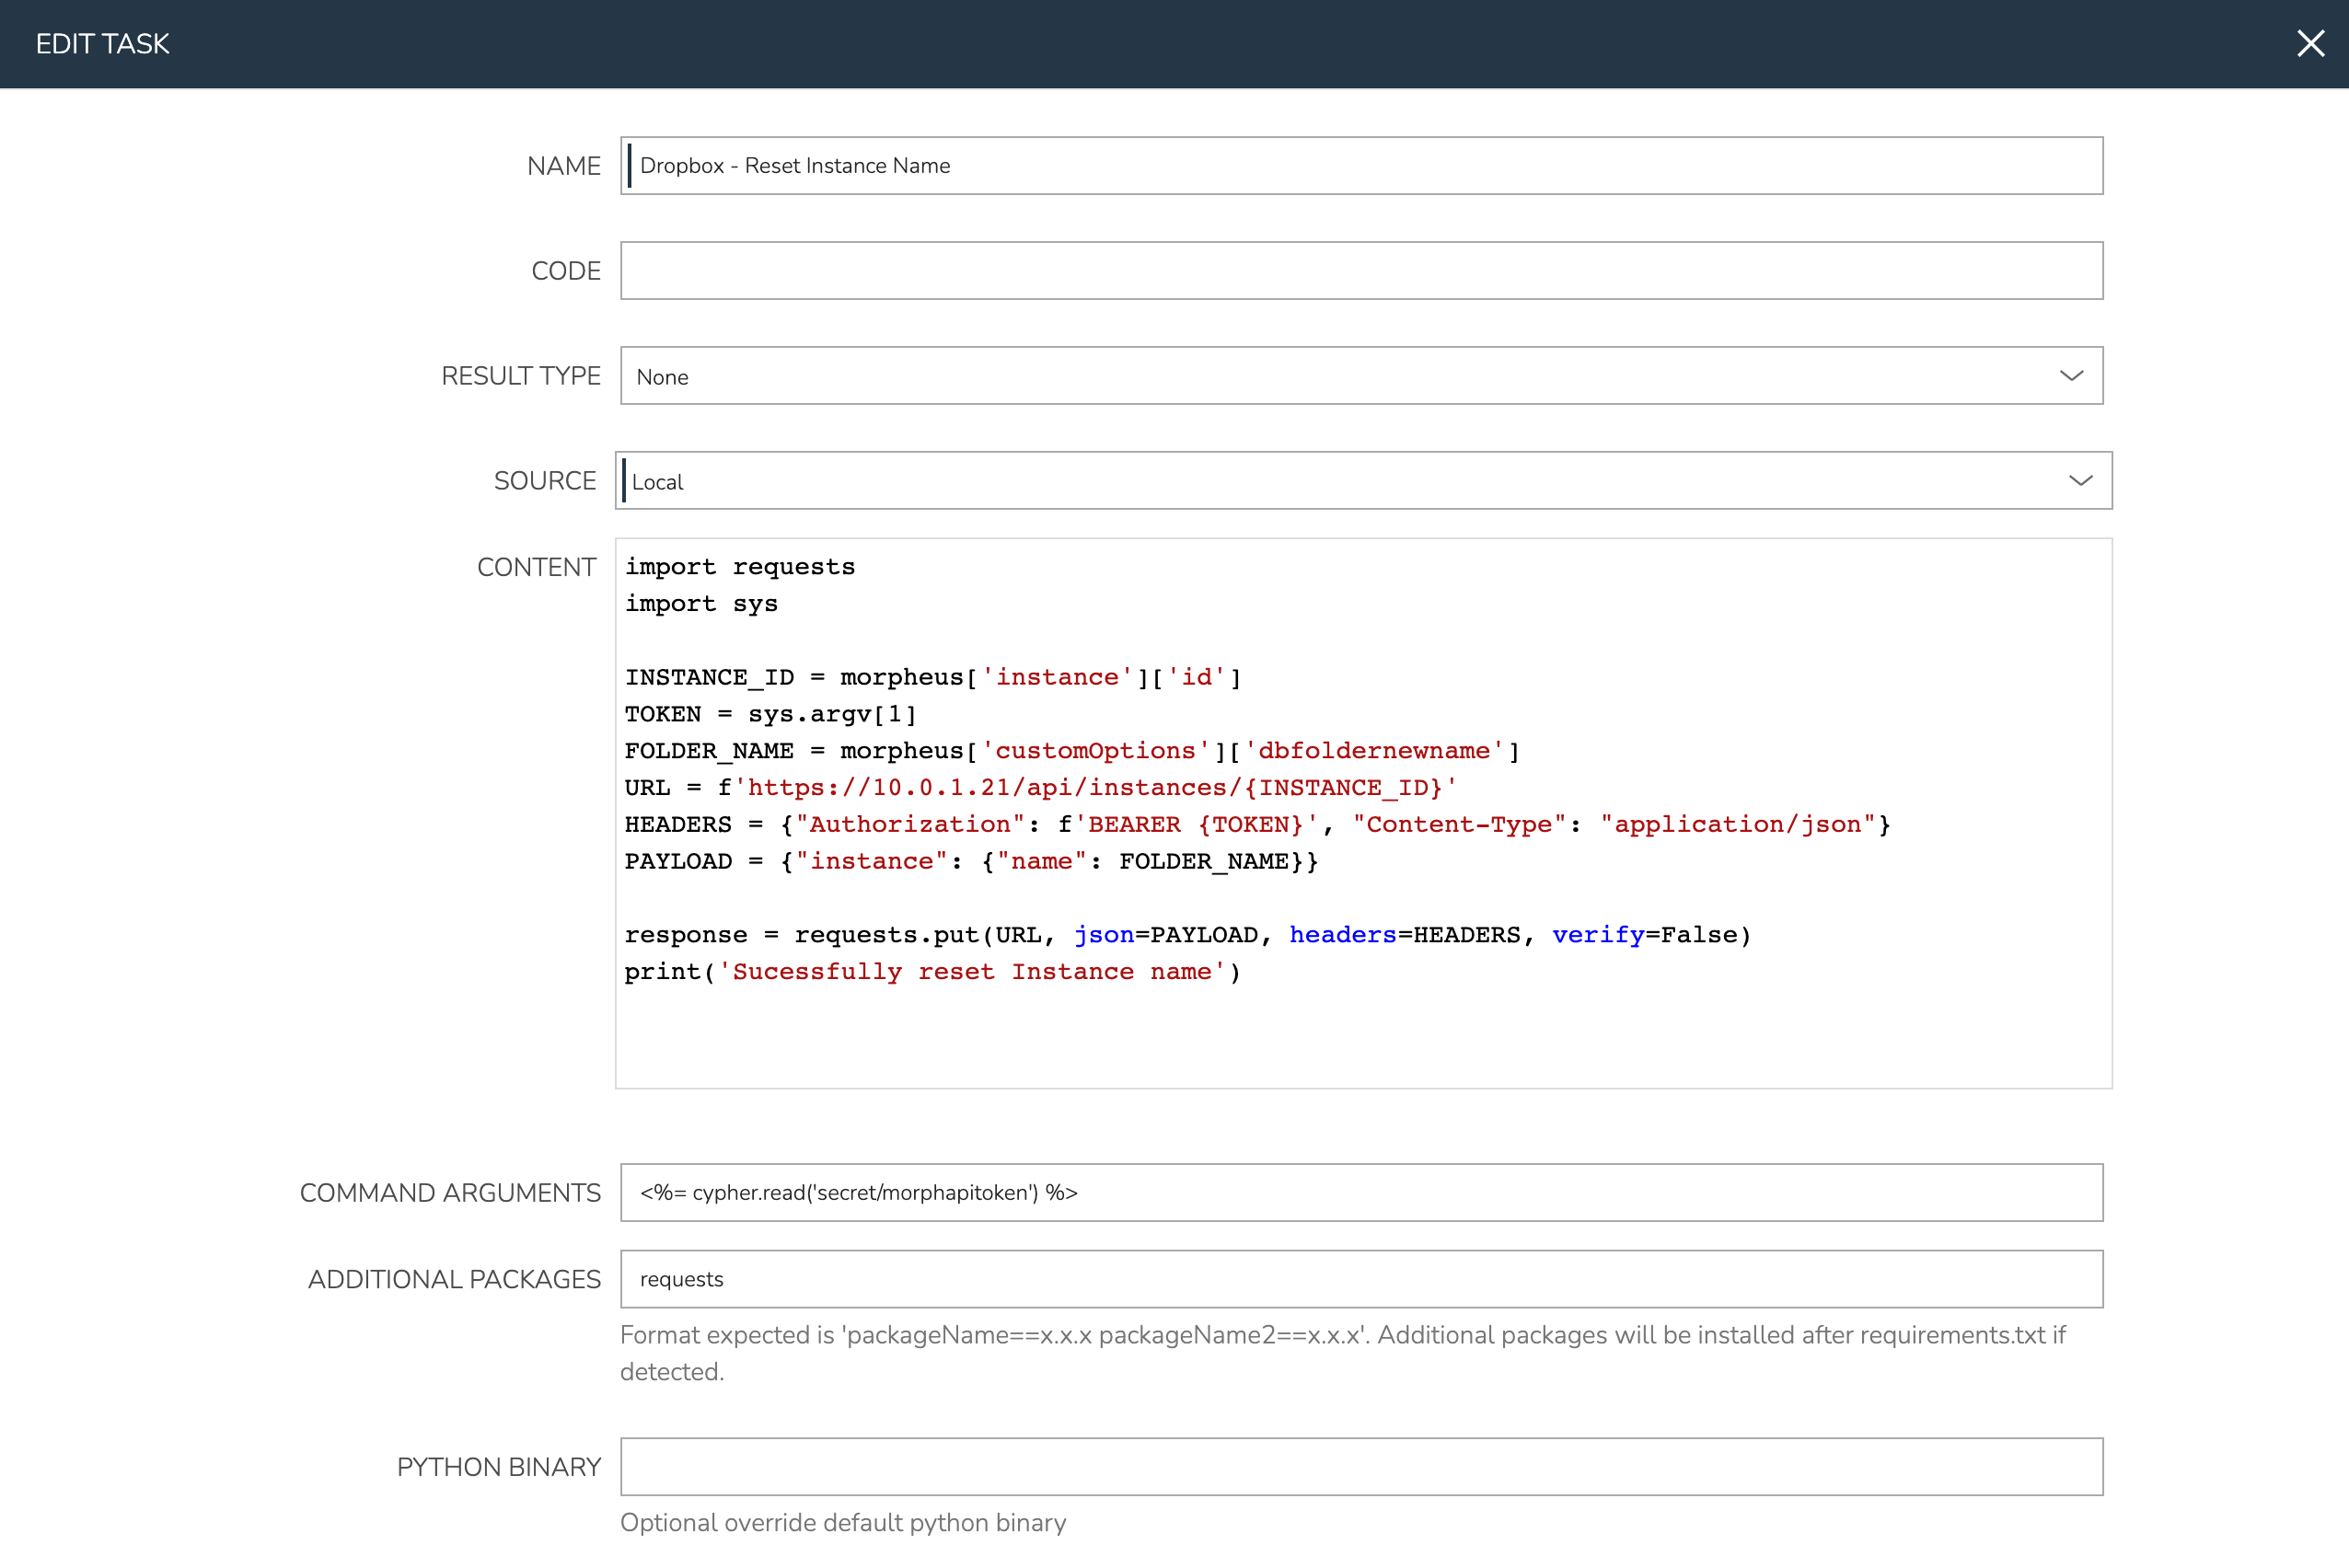 EDIT TASK
NAME
Dropbox - Reset Instance Name
CODE
RESULT TYPE
None
SOURCE
Local
CONTENT
import requests
import sys
INSTANCE_ID = morpheus['instance']['id']
TOKEN = sys.argv[1]
FOLDER_NAME = morpheus['customOptions']['dbfoldernewname']
URL = f'https://10.0.1.21/api/instances/{INSTANCE_ID}'
HEADERS = {"Authorization": f'BEARER {TOKEN}', "Content-Type": "application/json"}
PAYLOAD = {"instance": {"name": FOLDER_NAME}}
response = requests.put(URL, json=PAYLOAD, headers=HEADERS, verify=False)
print('Sucessfully reset Instance name')
COMMAND ARGUMENTS
<%= cypher.read('secret/morphapitoken') %>
ADDITIONAL PACKAGES
requests
Format expected is 'packageName==x.x.x packageName2==x.x.x'. Additional packages will be installed after requirements.txt if
detected.
PYTHON BINARY
Optional override default python binary